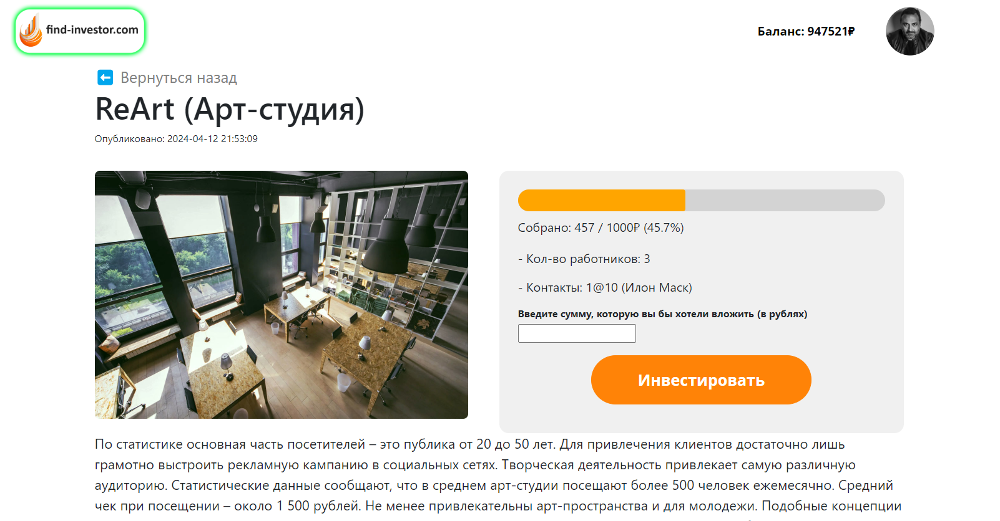 find-investor.com
Баланс: 947521₽
Вернуться назад
ReArt (Арт-студия)
Опубликовано: 2024-04-12 21:53:09
Собрано: 457 / 1000₽ (45.7%)
- Кол-во работников: 3
- Контакты: 1@10 (Илон Маск)
Введите сумму, которую вы бы хотели вложить (в рублях)
Инвестировать
По статистике основная часть посетителей – это публика от 20 до 50 лет. Для привлечения клиентов достаточно лишь
грамотно выстроить рекламную кампанию в социальных сетях. Творческая деятельность привлекает самую различную
аудиторию. Статистические данные сообщают, что в среднем арт-студии посещают более 500 человек ежемесячно. Средний
чек при посещении – около 1 500 рублей. Не менее привлекательны арт-пространства и для молодежи. Подобные концепции